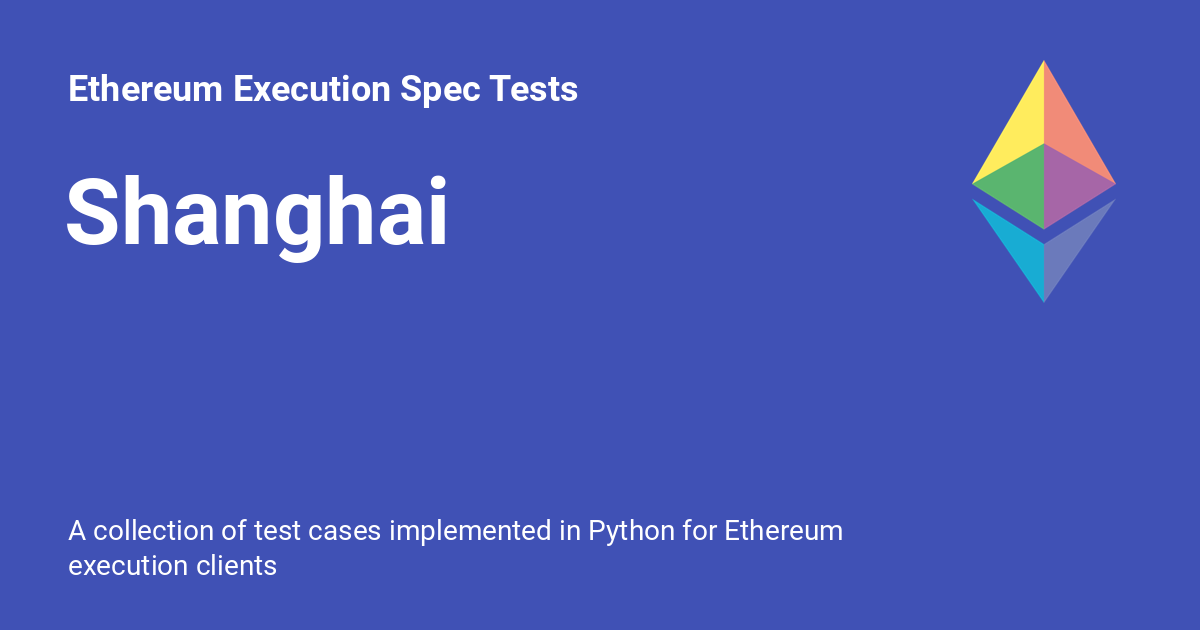 Ethereum Execution Spec Tests
Shanghai
A collection of test cases implemented in Python for Ethereum
execution clients